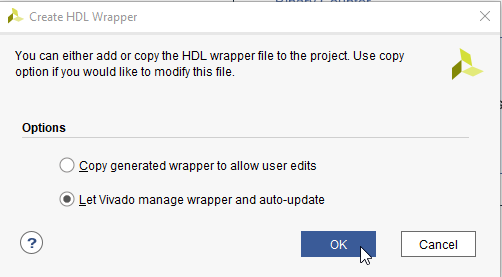 Binary Counter
Create HDL Wrapper
You can either add or copy the HDL wrapper file to the project. Use copy
option if you would like to modify this file.
Options
Copy generated wrapper to allow user edits
Let Vivado manage wrapper and auto-update
?
OK
Cancel